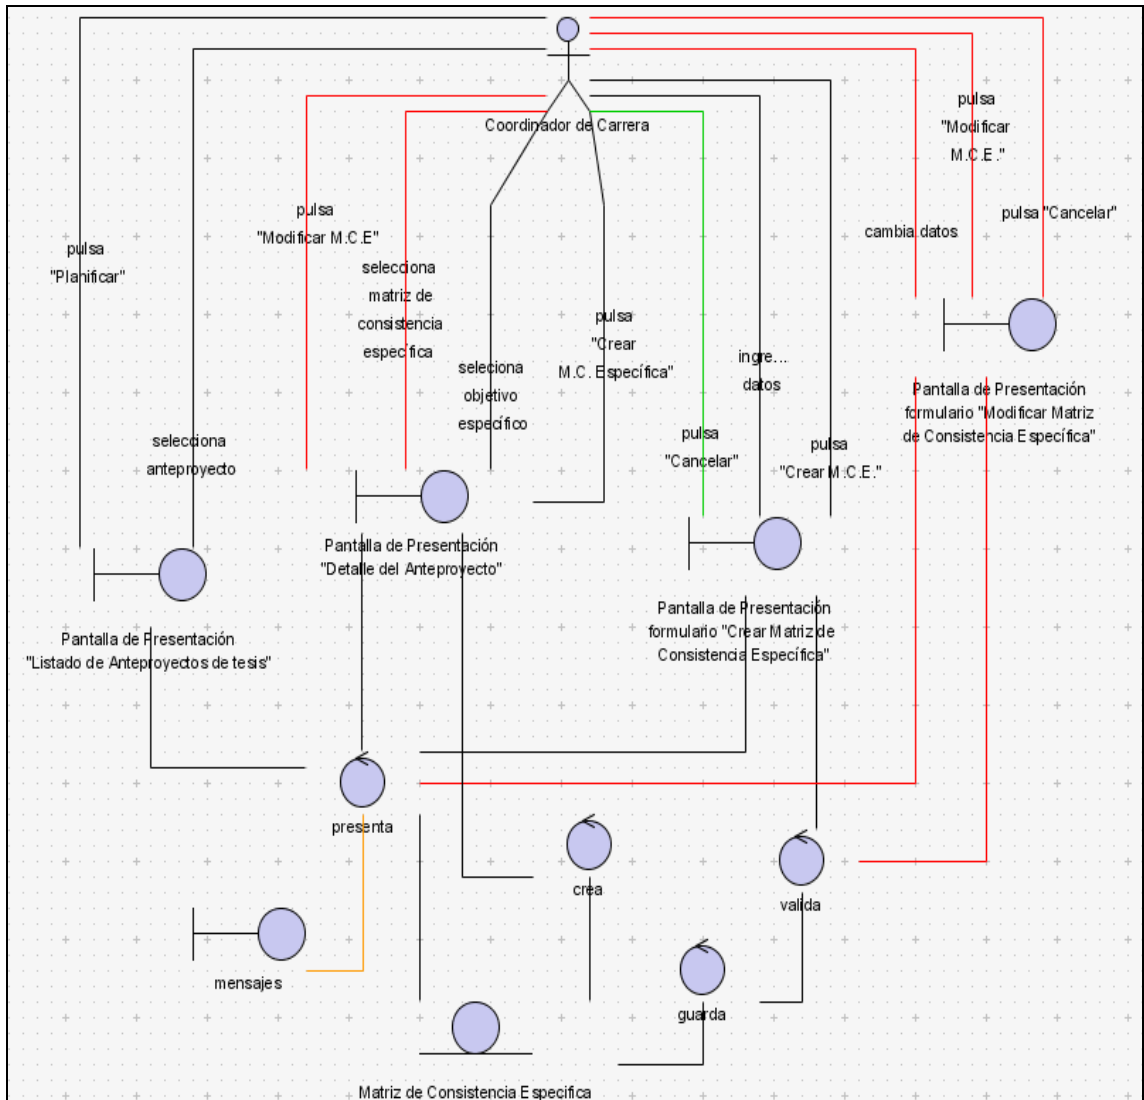 Coordinador de Carrera
pulsa
"Modificar
M.C.E."
pulsa "Cancelar"
cambia datos
pulsa
"Modificar M.C.E"
pulsa
"Planificar"
selecciona
matriz de
consistencia
específica
pulsa
"Crear
M.C. Específica"
seleciona
objetivo
específico
ingre...
datos
pulsa
"Cancelar"
pulsa
"Crear M.C.E."
selecciona
anteproyecto
Pantalla de Presentación
formulario "Modificar Matriz
de Consistencia Específica"
Pantalla de Presentación
"Detalle del Anteproyecto"
Pantalla de Presentación
formulario "Crear Matriz de
Consistencia Específica"
Pantalla de Presentación
"Listado de Anteproyectos de tesis"
presenta
crea
valida
mensajes
guarda
Matriz de Consistencia Especifica